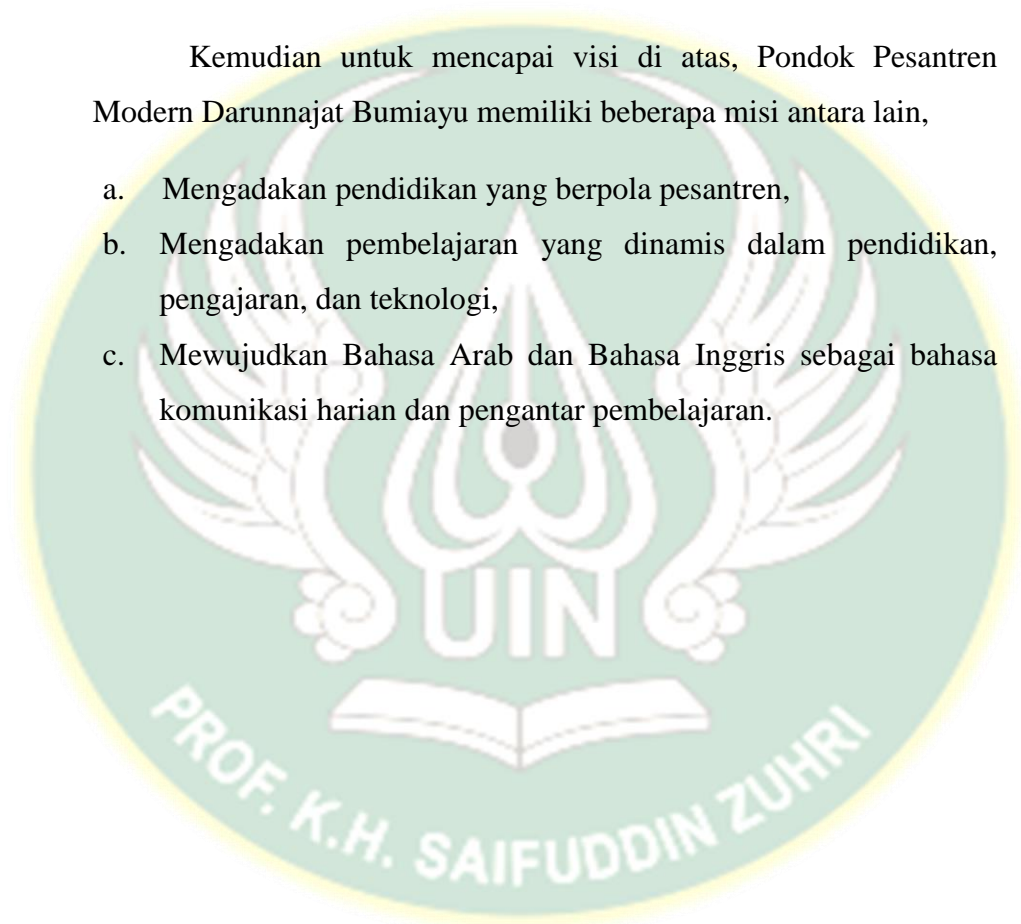 Kemudian untuk mencapai visi di atas, Pondok Pesantren
Modern Darunnajat Bumiayu memiliki beberapa misi antara lain,
a. Mengadakan pendidikan yang berpola pesantren,
b. Mengadakan pembelajaran yang dinamis dalam pendidikan,
pengajaran, dan teknologi,
c. Mewujudkan Bahasa Arab dan Bahasa Inggris sebagai bahasa
komunikasi harian dan pengantar pembelajaran.
UIN
PROF. K.H. SAIFUDDIN ZUHRI